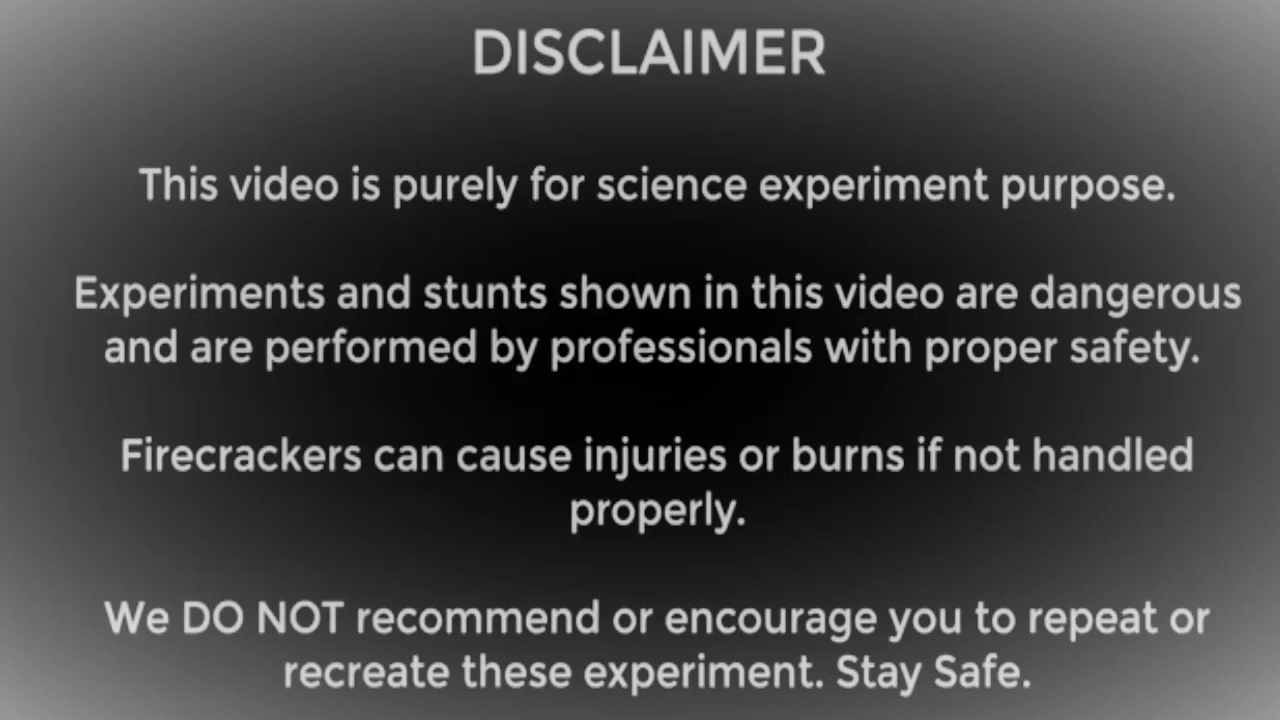 DISCLAIMER
This video is purely for science experiment purpose.
Experiments and stunts shown in this video are dangerous
and are performed by professionals with proper safety.
Firecrackers can cause injuries or burns if not handled
properly.
We DO NOT recommend or encourage you to repeat or
recreate these experiment. Stay Safe.